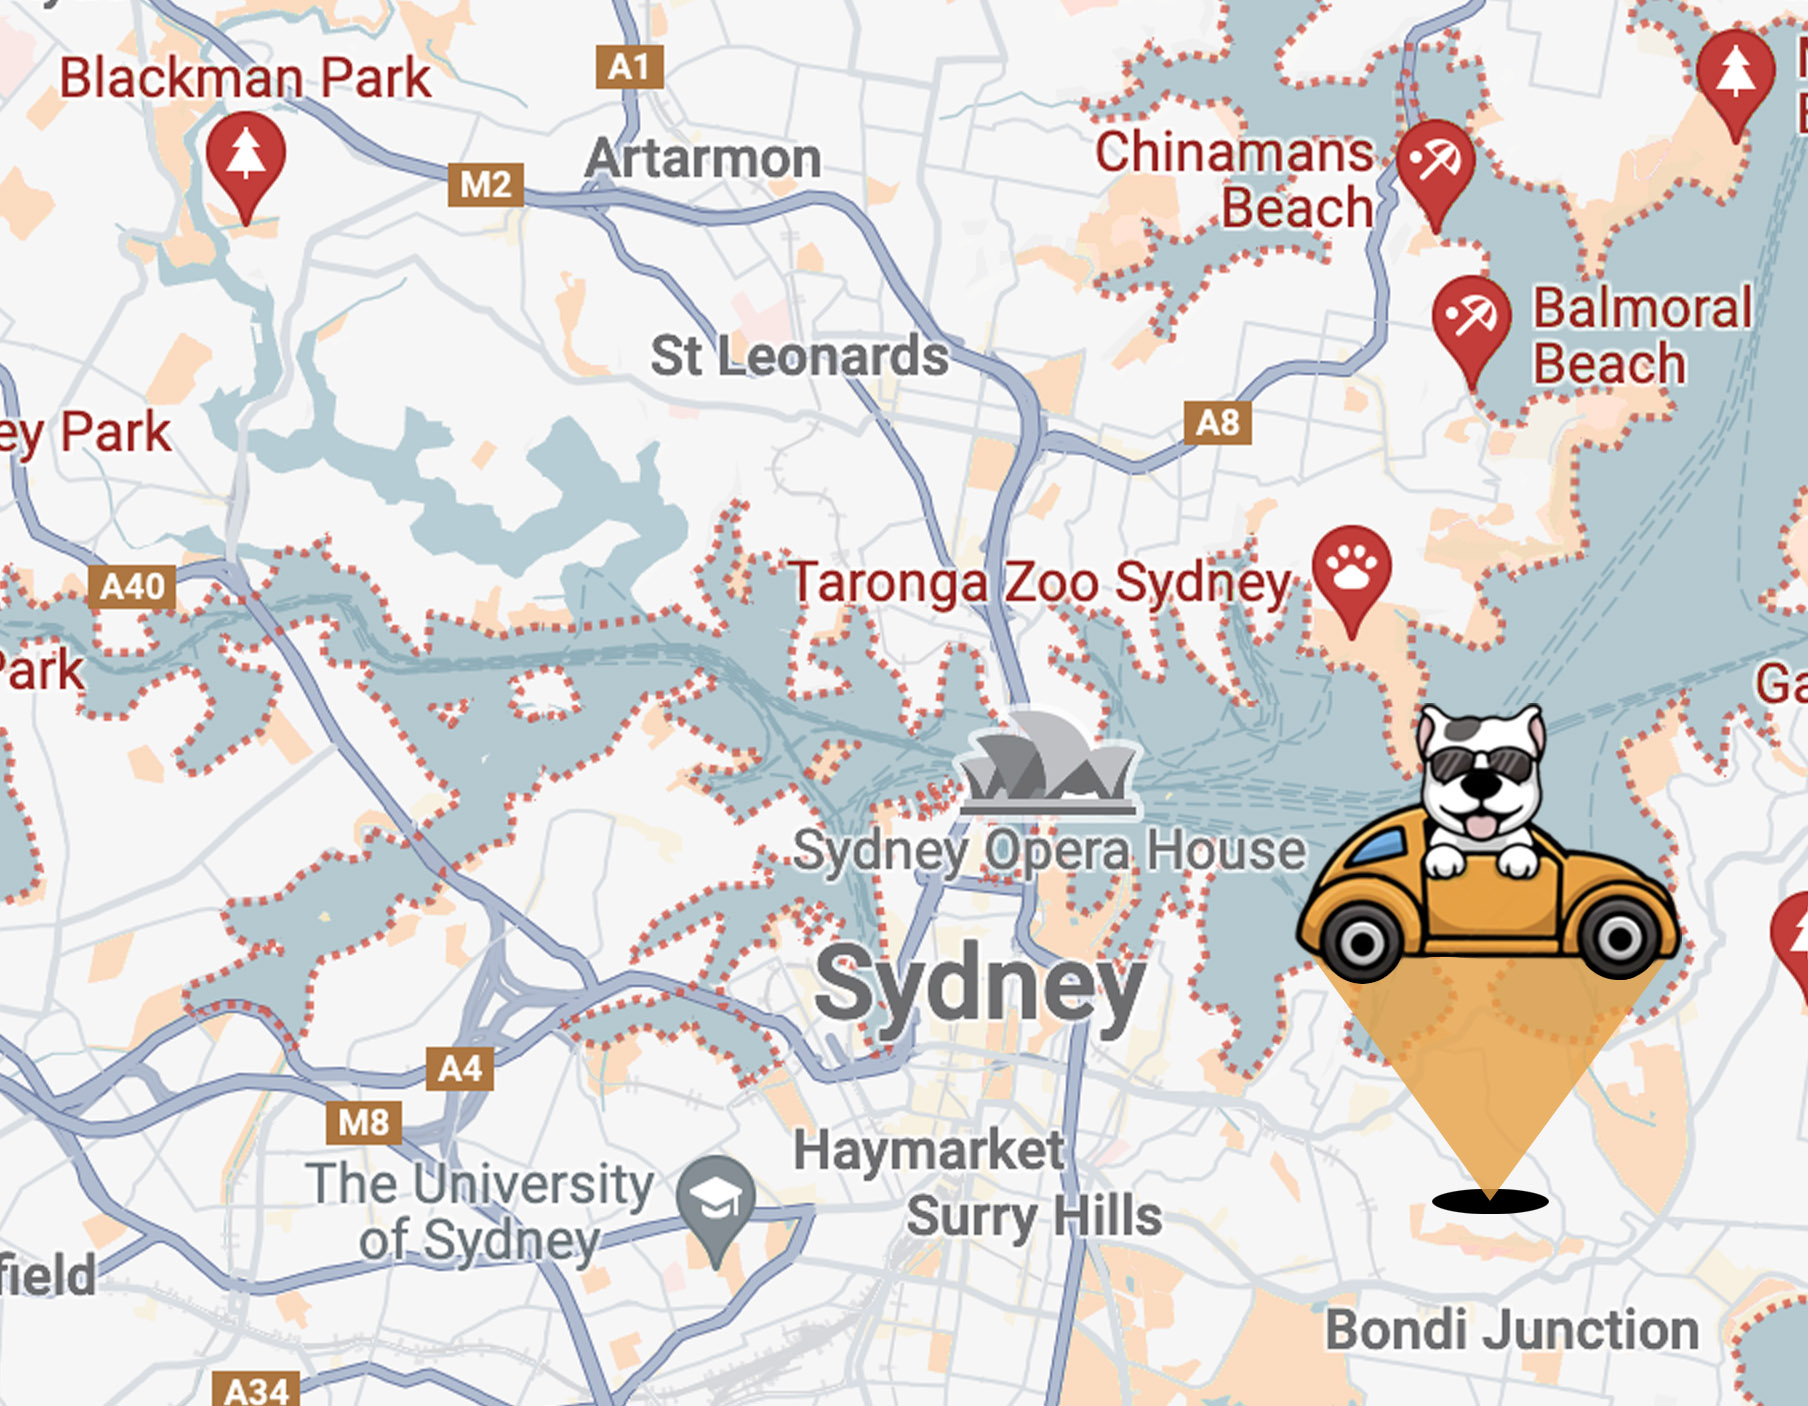 A1
Blackman Park
Artarmon
M2
Chinamans
Beach
Balmoral
Beach
St Leonards
A8
ey Park
Taronga Zoo Sydney
A40
Park
Ga
Sydney Opera House
Sydney
A4
M8
Haymarket
The University
of Sydney
Surry Hills
field
Bondi Junction
A34